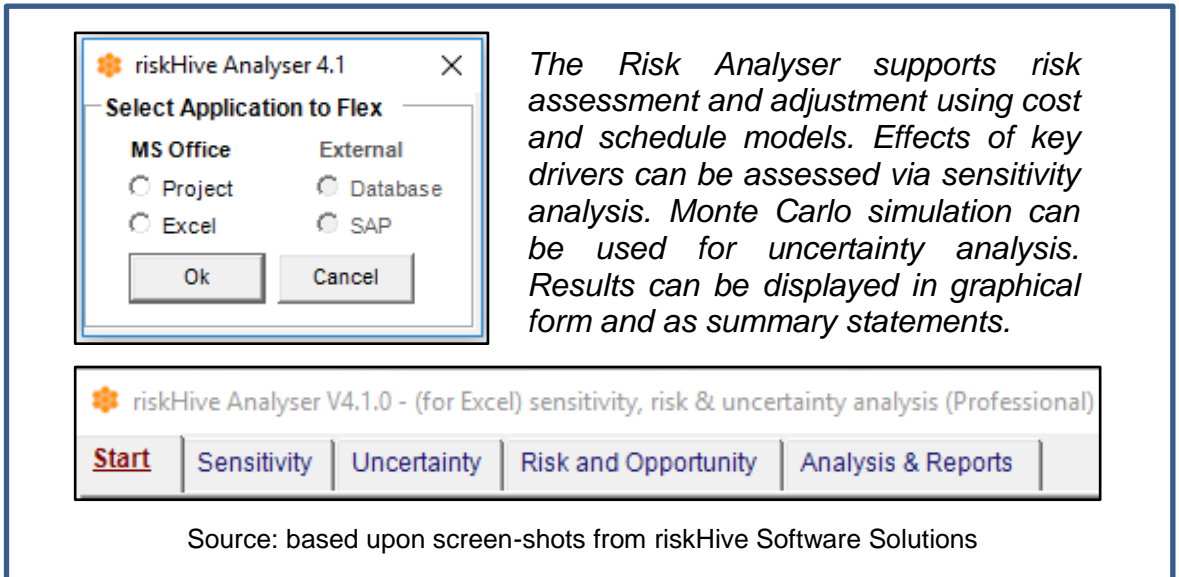 riskHive Analyser 4.1
Select Application to Flex
MS Office External
Project Database
Excel SAP
Ok Cancel
The Risk Analyser supports risk
assessment and adjustment using cost
and schedule models. Effects of key
drivers can be assessed via sensitivity
analysis. Monte Carlo simulation can
be used for uncertainty analysis.
Results can be displayed in graphical
form and as summary statements.
riskHive Analyser V4.1.0 - (for Excel) sensitivity, risk & uncertainty analysis (Professional)
Start Sensitivity Uncertainty Risk and Opportunity Analysis & Reports
Source: based upon screen-shots from riskHive Software Solutions